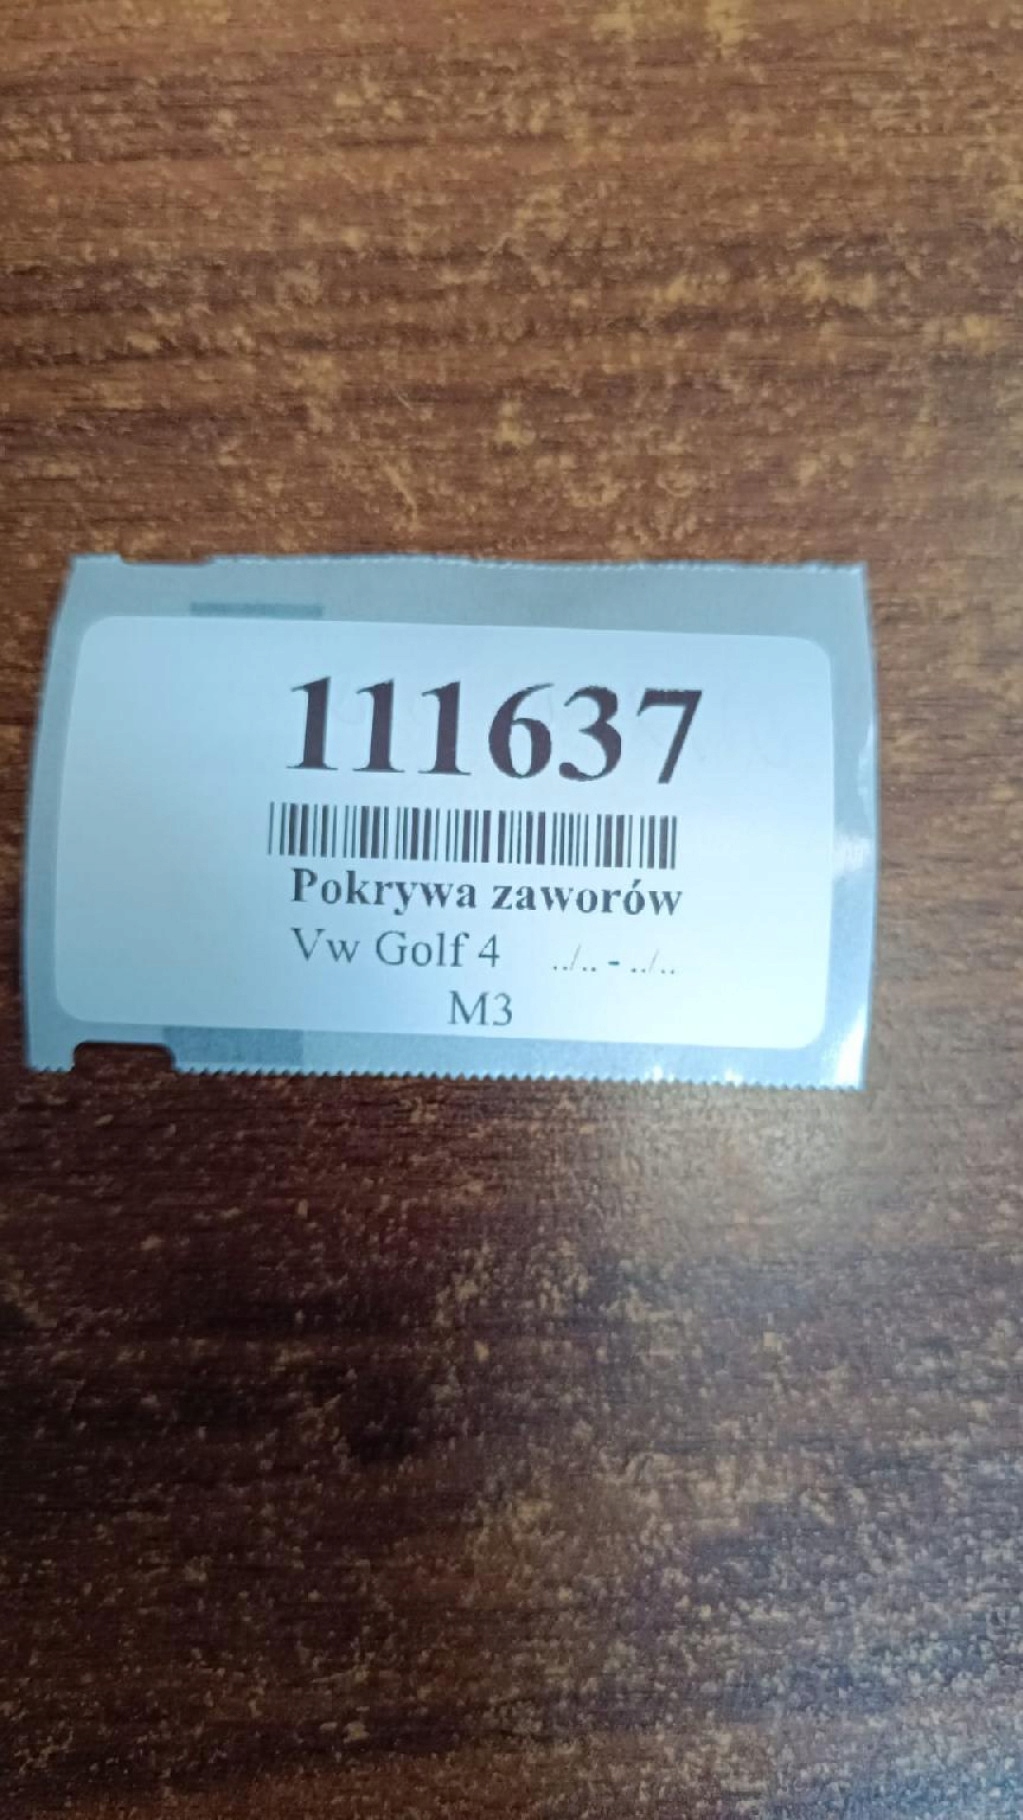 111637
Pokrywa zaworów
Vw Golf 4 ../.. - ../..
M3